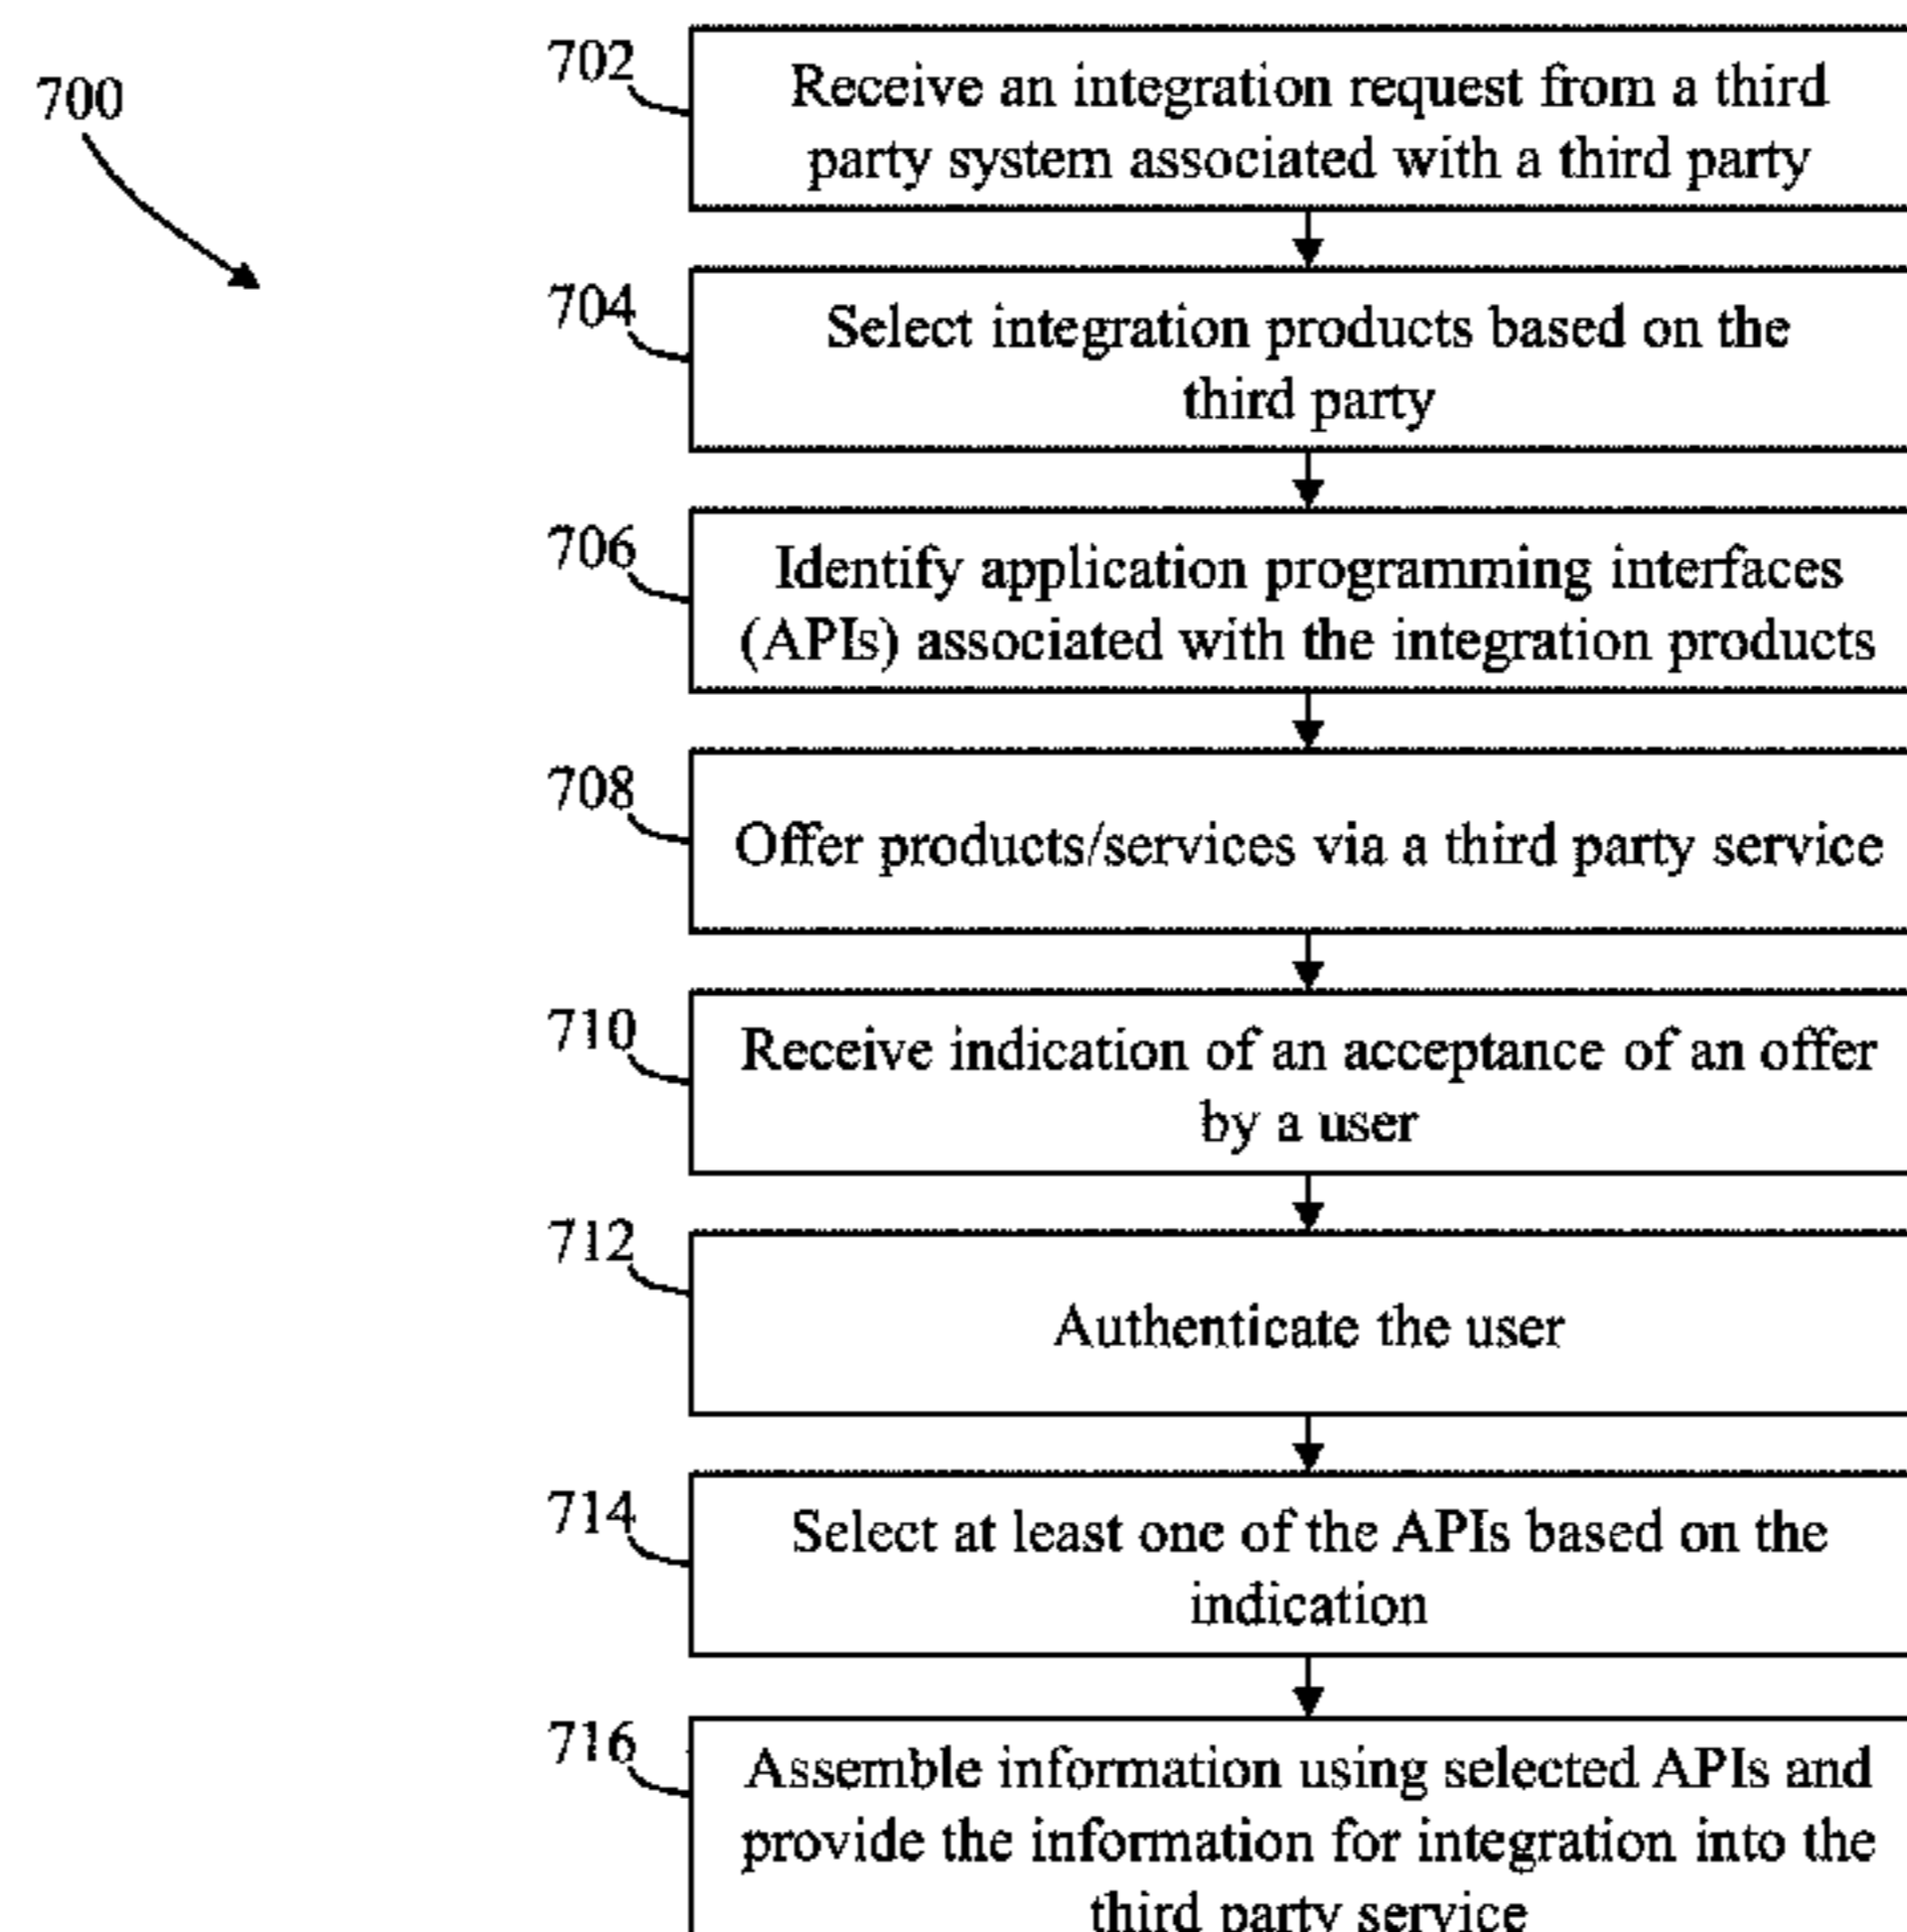 700
702
Receive an integration request from a third
party system associated with a third party
704
Select integration products based on the
third party
706
Identify application programming interfaces
(APIs) associated with the integration products
708
Offer products/services via a third party service
710
Receive indication of an acceptance of an offer
by a user
712
Authenticate the user
714
Select at least one of the APIs based on the
indication
716
Assemble information using selected APIs and
provide the information for integration into the
third party service